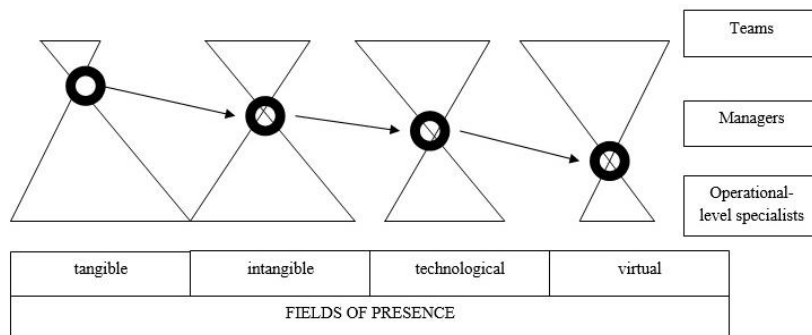 Teams
Managers
Operational-
level specialists
tangible
intangible
technological
virtual
FIELDS OF PRESENCE